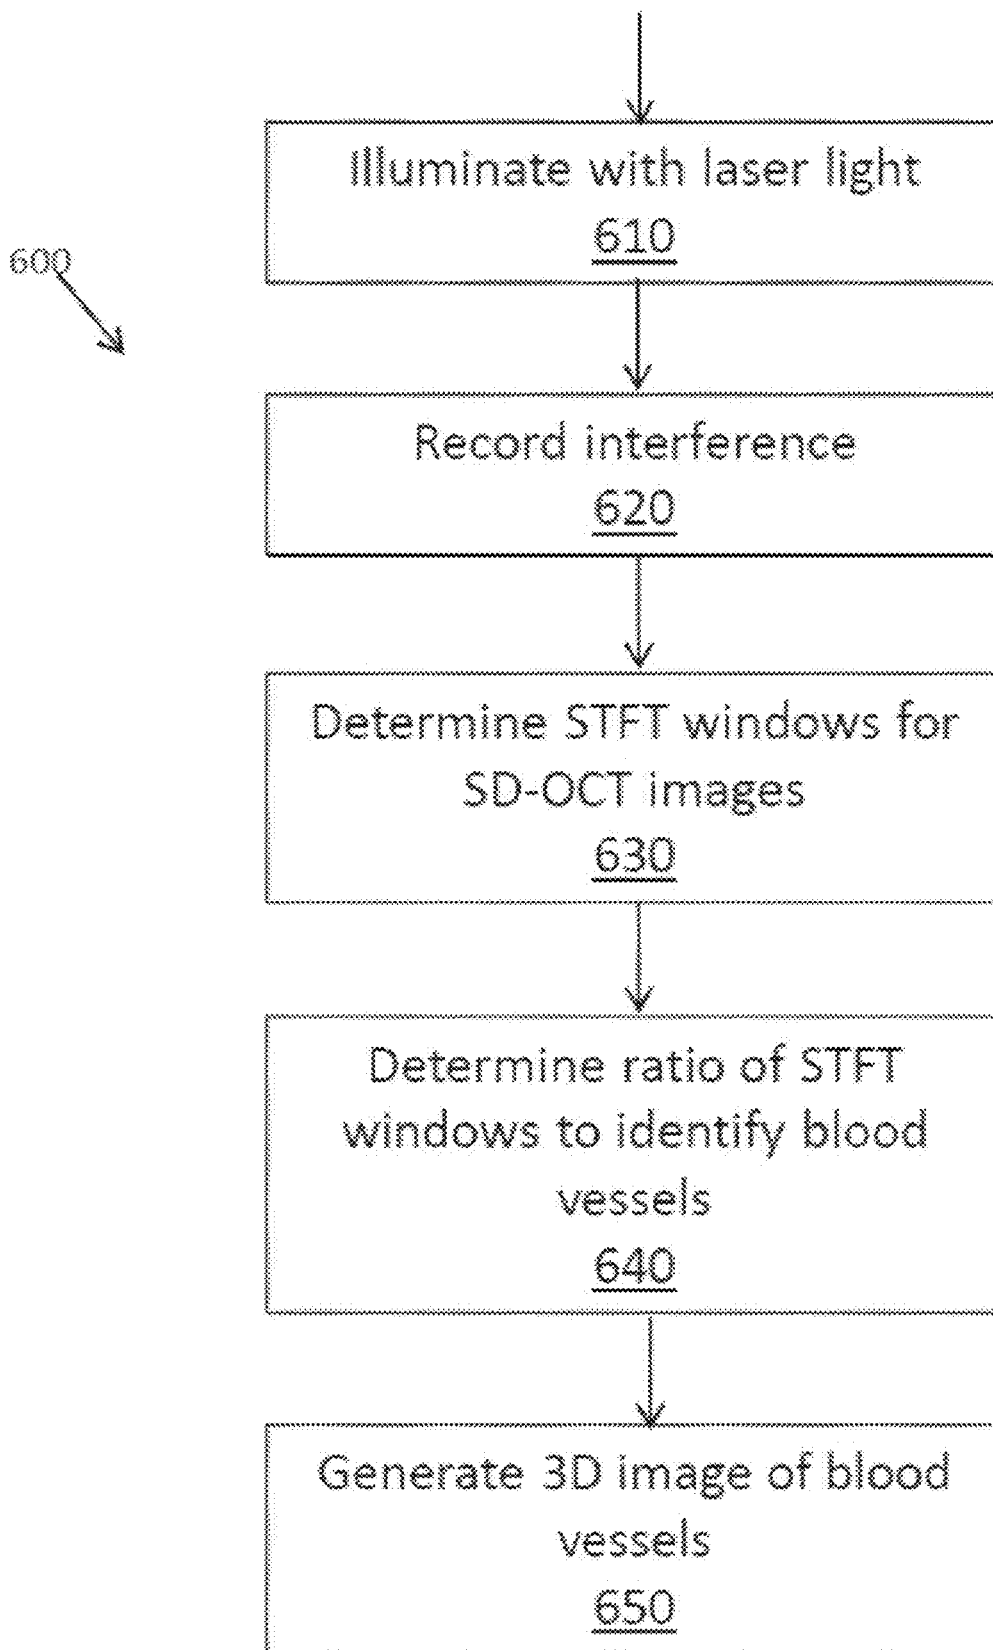 Illuminate with laser light
610
600
Record interference
620
Determine STFT windows for
SD-OCT images
630
Determine ratio of STFT
windows to identify blood
vessels
640
Generate 3D image of blood
vessels
650